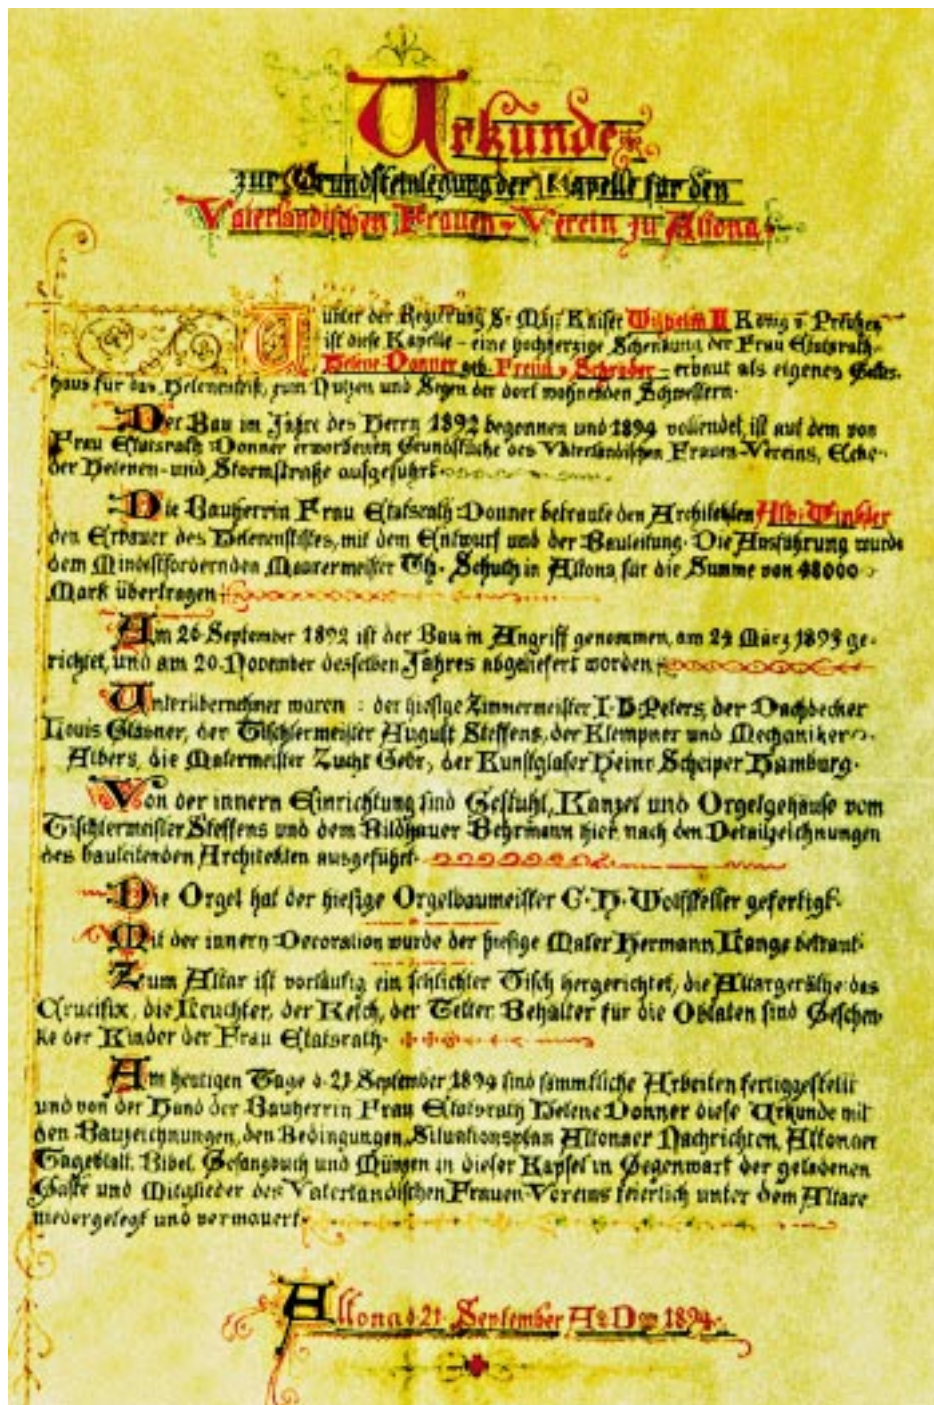 Urkunde
zur Grundsteinlegung der Kapelle für den
Vaterländischen Frauen-Verein zu Altona
Unter der Regierung Sr. Maj: Kaiser Wilhelm II König v. Preußen
ist diese Kapelle - eine hochherzige Schenkung der Frau Etatsrath
Helene Donner geb. Freiin v. Schröder - erbaut als eigenes Gottes-
haus für das Helenenstift, zum Nutzen und Segen der dort wohnenden Schwestern.
Der Bau im Jahre des Herrn 1892 begonnen und 1894 vollendet, ist auf dem von
Frau Etatsrath Donner erworbenen Grundstücke des Vaterländischen Frauen-Vereins, Ecke
der Helenen- und Stormstraße ausgeführt.
Die Bauherrin Frau Etatsrath Donner betraute den Architekten Alb: Winkler
den Erbauer des Helenenstiftes, mit dem Entwurf und der Bauleitung. Die Ausführung wurde
dem Mindestfordernden Maurermeister Th. Schuth in Altona für die Summe von 48000
Mark übertragen.
Am 26 September 1892 ist der Bau in Angriff genommen, am 24 März 1893 ge-
richtet, und am 20. November desselben Jahres abgeliefert worden.
Unterübernehmer waren : der hiesige Zimmermeister I. D. Peters, der Dachdecker
Louis Glasner, der Tischlermeister August Steffens, der Klempner und Mechaniker
Albers, die Malermeister Zucht Gebr., der Kunstglaser Heinr Scheiper Hamburg.
Von der innern Einrichtung sind Gestuhl, Kanzel und Orgelgehäuse vom
Tischlermeister Steffens und dem Bildhauer Behrmann hier, nach den Detailzeichnungen
des bauleitenden Architekten ausgeführt.
Die Orgel hat der hiesige Orgelbaumeister C. H. Wolfsteller gefertigt.
Mit der innern Decoration wurde der hiesige Maler Hermann Lange betraut.
Zum Altar ist vorläufig ein schlichter Tisch hergerichtet, die Altargeräthe: das
Crucifix, die Leuchter, der Kelch, der Teller, Behälter für die Oblaten sind Geschen-
ke der Kinder der Frau Etatsrath.
Am heutigen Tage d. 21 September 1894 sind sämmtliche Arbeiten fertiggestellt
und von der Hand der Bauherrin Frau Etatsrath Helene Donner diese Urkunde mit
den Bauzeichnungen, den Bedingungen, Situationsplan Altonaer Nachrichten, Altonaer
Tageblatt, Bibel, Gesangbuch und Münzen in dieser Kapsel in Gegenwart der geladenen
Gäste und Mitglieder des Vaterländischen Frauen-Vereins feierlich unter dem Altare
niedergelegt und vermauert.
Altona d 21. September Ao Dom 1894.